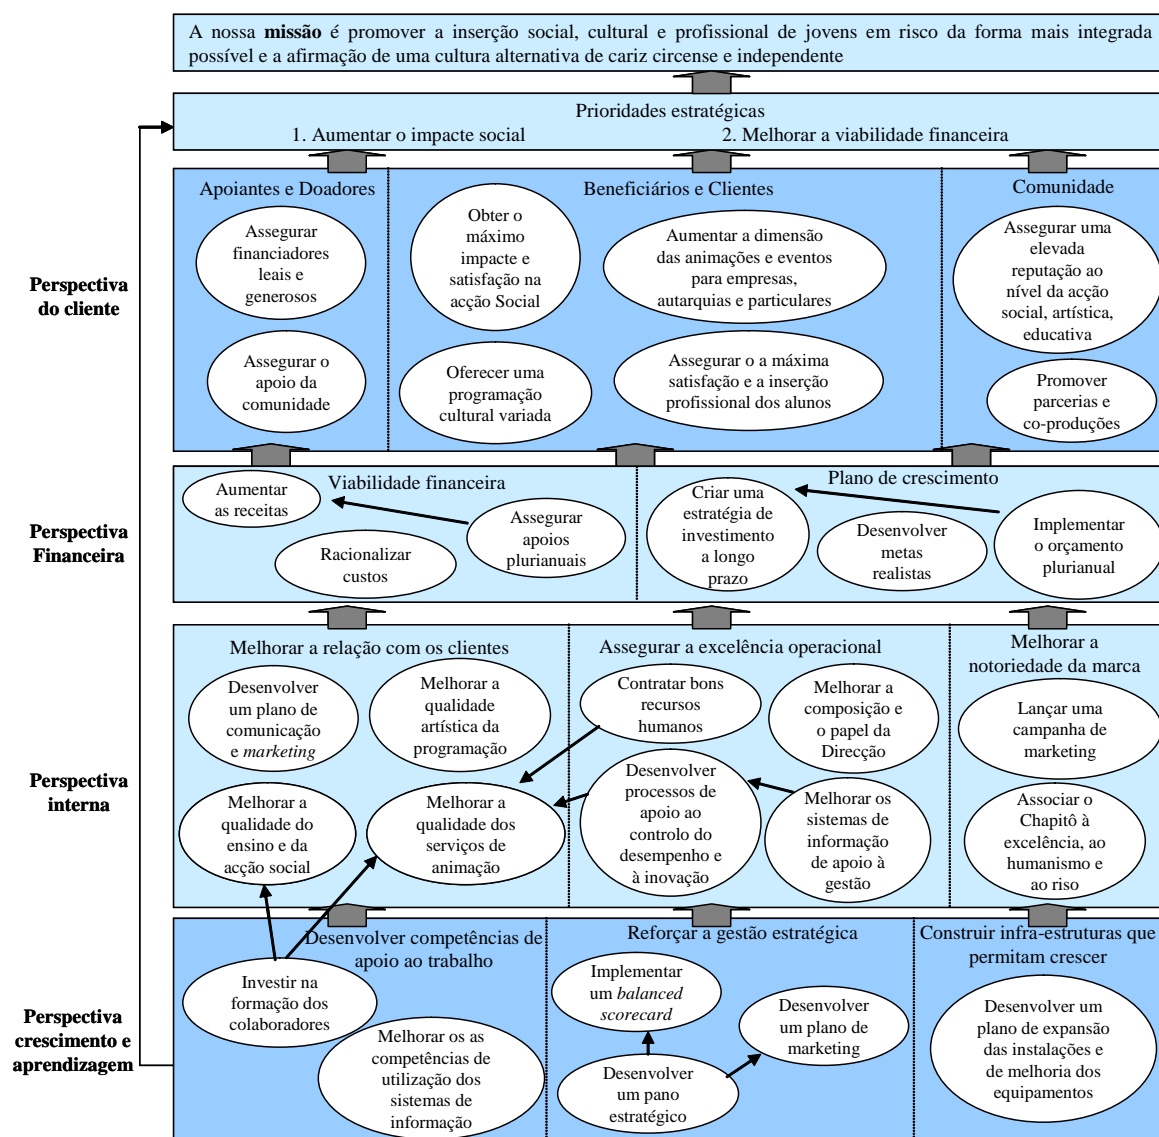 A nossa missão é promover a inserção social, cultural e profissional de jovens em risco da forma mais integrada
possível e a afirmação de uma cultura alternativa de cariz circense e independente
Prioridades estratégicas
1. Aumentar o impacte social
2. Melhorar a viabilidade financeira
Perspectiva
do cliente
Apoiantes e Doadores
Assegurar
financiadores
leais e
generosos
Assegurar o
apoio da
comunidade
Beneficiários e Clientes
Obter o
máximo
impacte e
satisfação na
acção Social
Aumentar a dimensão
das animações e eventos
para empresas,
autarquias e particulares
Oferecer uma
programação
cultural variada
Assegurar o a máxima
satisfação e a inserção
profissional dos alunos
Comunidade
Assegurar uma
elevada
reputação ao
nível da acção
social, artística,
educativa
Promover
parcerias e
co-produções
Perspectiva
Financeira
Viabilidade financeira
Aumentar
as receitas
Racionalizar
custos
Assegurar
apoios
plurianuais
Plano de crescimento
Criar uma
estratégia de
investimento
a longo
prazo
Desenvolver
metas
realistas
Implementar
o orçamento
plurianual
Perspectiva
interna
Melhorar a relação com os clientes
Desenvolver
um plano de
comunicação
e marketing
Melhorar a
qualidade
artística da
programação
Melhorar a
qualidade do
ensino e da
acção social
Melhorar a
qualidade dos
serviços de
animação
Assegurar a excelência operacional
Contratar bons
recursos
humanos
Melhorar a
composição e
o papel da
Direcção
Desenvolver
processos de
apoio ao
controlo do
desempenho e
à inovação
Melhorar os
sistemas de
informação
de apoio à
gestão
Melhorar a
notoriedade da marca
Lançar uma
campanha de
marketing
Associar o
Chapitô à
excelência, ao
humanismo e
ao riso
Perspectiva
crescimento e
aprendizagem
Desenvolver competências de
apoio ao trabalho
Investir na
formação dos
colaboradores
Melhorar os as
competências de
utilização dos
sistemas de
informação
Reforçar a gestão estratégica
Implementar
um balanced
scorecard
Desenvolver
um plano de
marketing
Desenvolver
um pano
estratégico
Construir infra-estruturas que
permitam crescer
Desenvolver um
plano de expansão
das instalações e
de melhoria dos
equipamentos